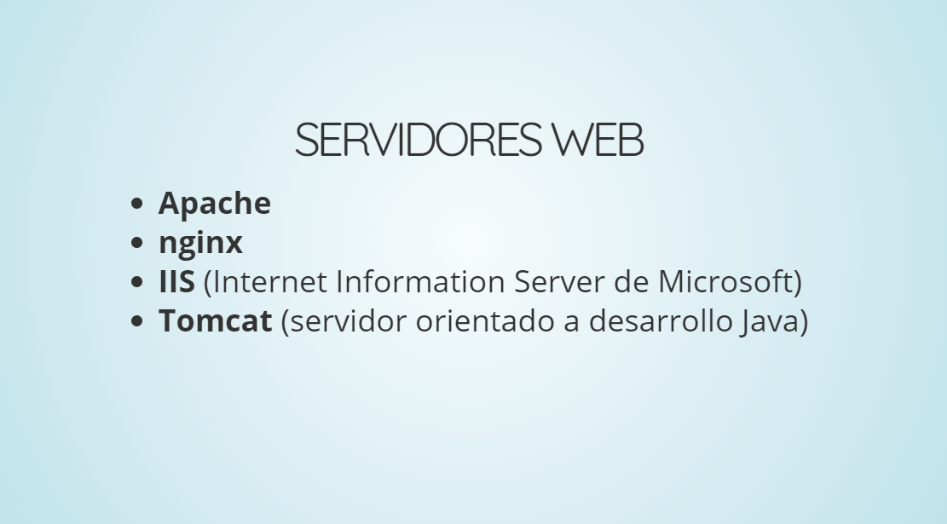 SERVIDORES WEB
• Apache
• nginx
• IIS (Internet Information Server de Microsoft)
• Tomcat (servidor orientado a desarrollo Java)